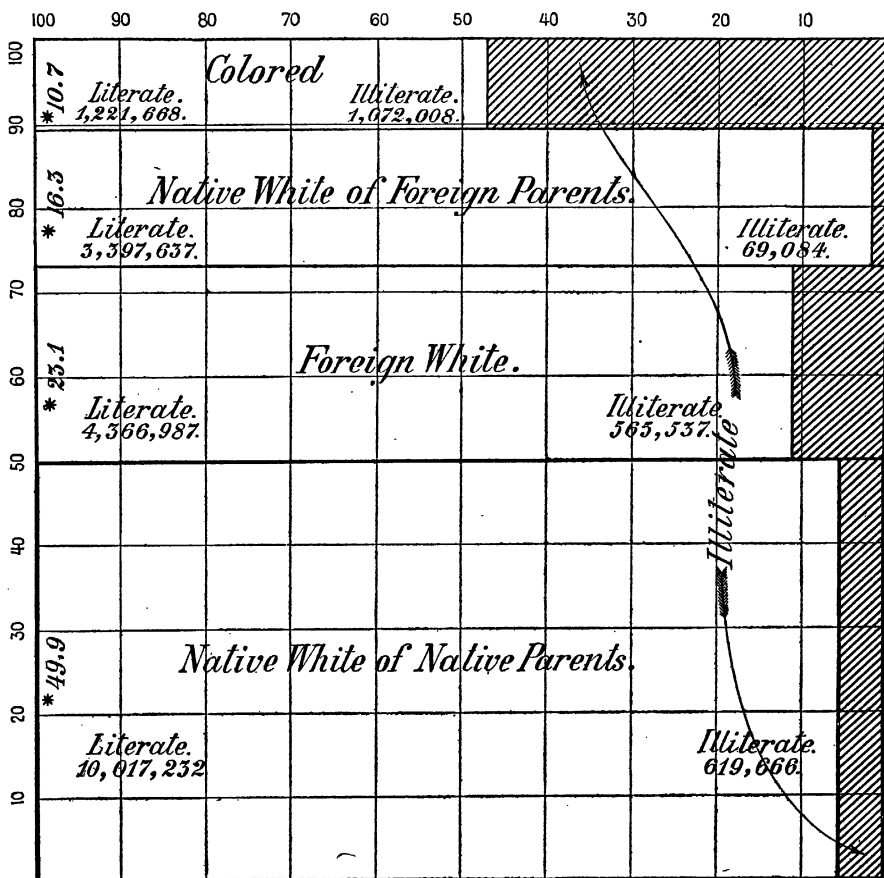 100 90 80 70 60 50 40 30 20 10
100
90
80
70
60
50
40
30
20
10
*10.7
Colored
Literate.
1,221,668.
Illiterate.
1,072,008.
*16.3
Native White of Foreign Parents.
Literate.
3,397,637.
Illiterate.
69,084.
*23.1
Foreign White.
Literate.
4,366,987.
Illiterate
565,537.
Illiterate
*49.9
Native White of Native Parents.
Literate.
10,017,232
Illiterate.
619,666.